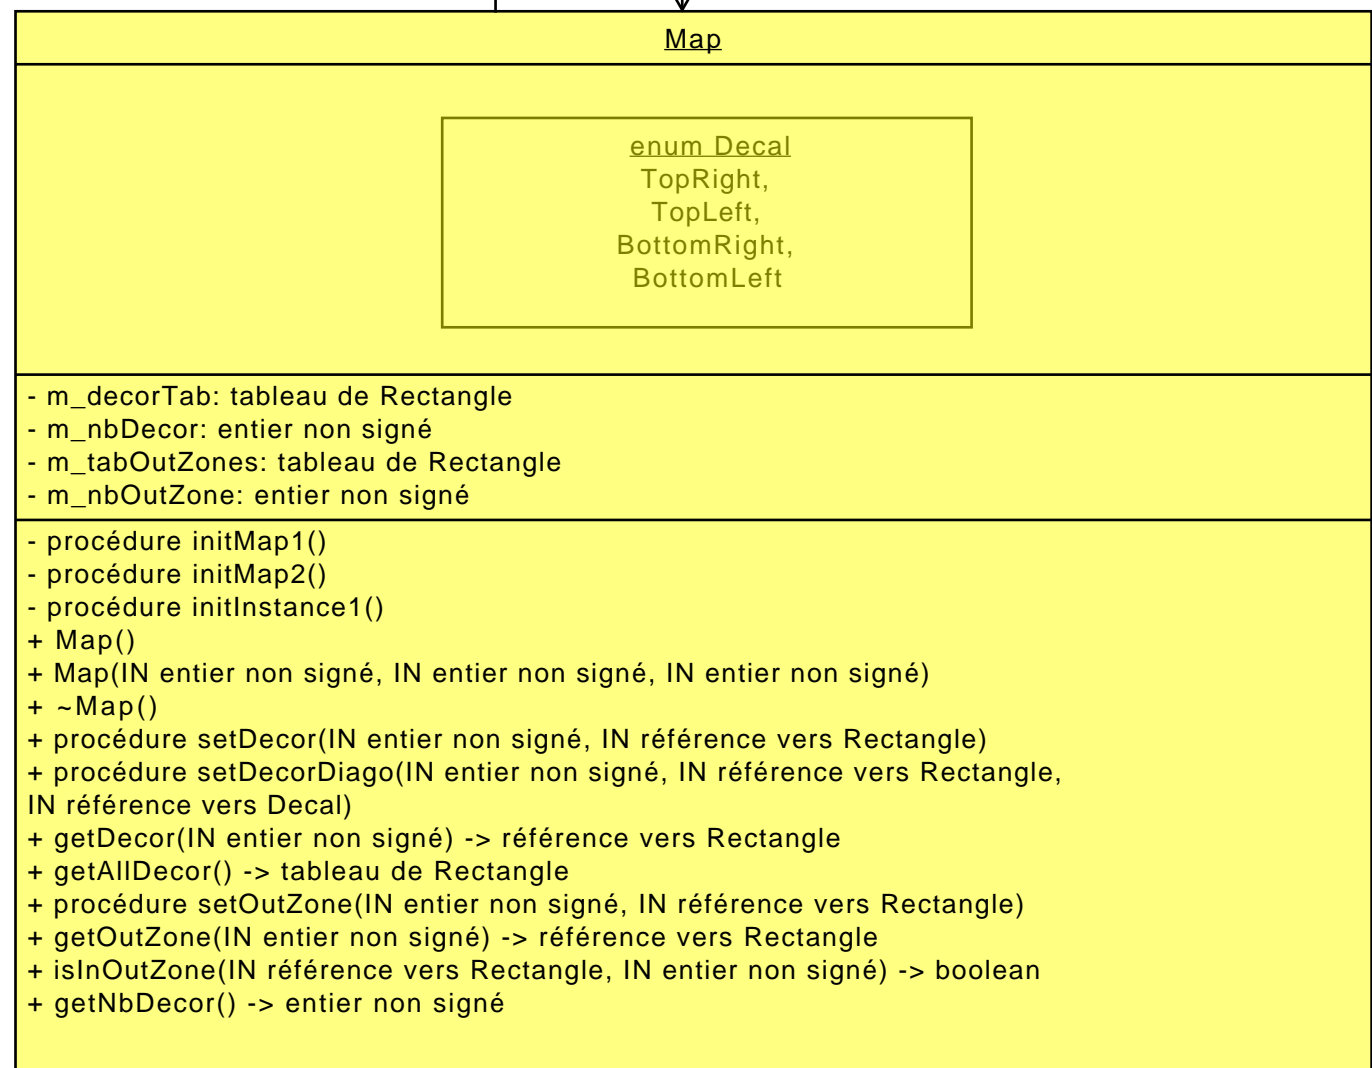 Map
enum Decal
TopRight,
TopLeft,
BottomRight,
BottomLeft
- m_decorTab: tableau de Rectangle
- m_nbDecor: entier non signé
- m_tabOutZones: tableau de Rectangle
- m_nbOutZone: entier non signé
- procédure initMap1()
- procédure initMap2()
- procédure initInstance1()
+ Map()
+ Map(IN entier non signé, IN entier non signé, IN entier non signé)
+ ~Map()
+ procédure setDecor(IN entier non signé, IN référence vers Rectangle)
+ procédure setDecorDiago(IN entier non signé, IN référence vers Rectangle,
IN référence vers Decal)
+ getDecor(IN entier non signé) -> référence vers Rectangle
+ getAllDecor() -> tableau de Rectangle
+ procédure setOutZone(IN entier non signé, IN référence vers Rectangle)
+ getOutZone(IN entier non signé) -> référence vers Rectangle
+ isInOutZone(IN référence vers Rectangle, IN entier non signé) -> boolean
+ getNbDecor() -> entier non signé